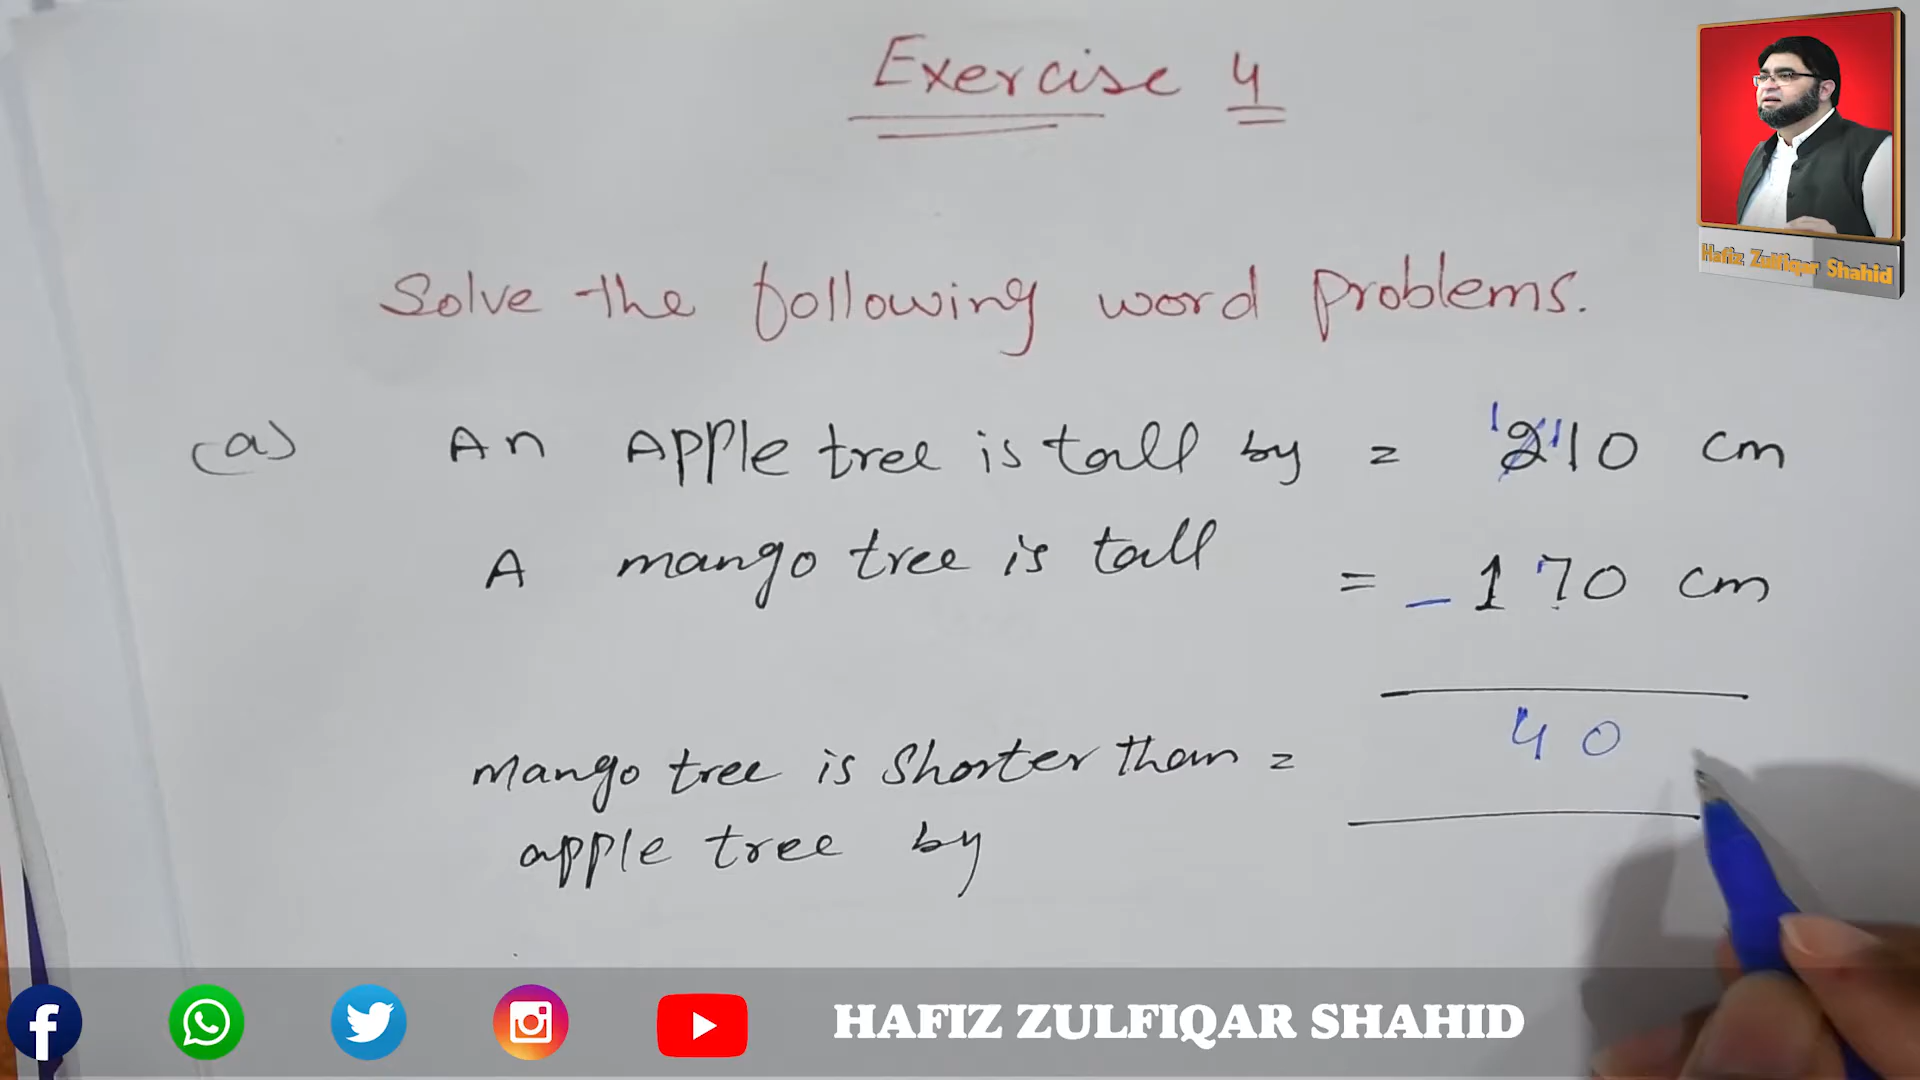 Exercise 4
Hafiz Zulfiqar Shahid
Solve the following word problems.
(a) An Apple tree is tall by = 210 cm
A mango tree is tall = - 170 cm
40
Mango tree is Shorter than =
apple tree by
HAFIZ ZULFIQAR SHAHID